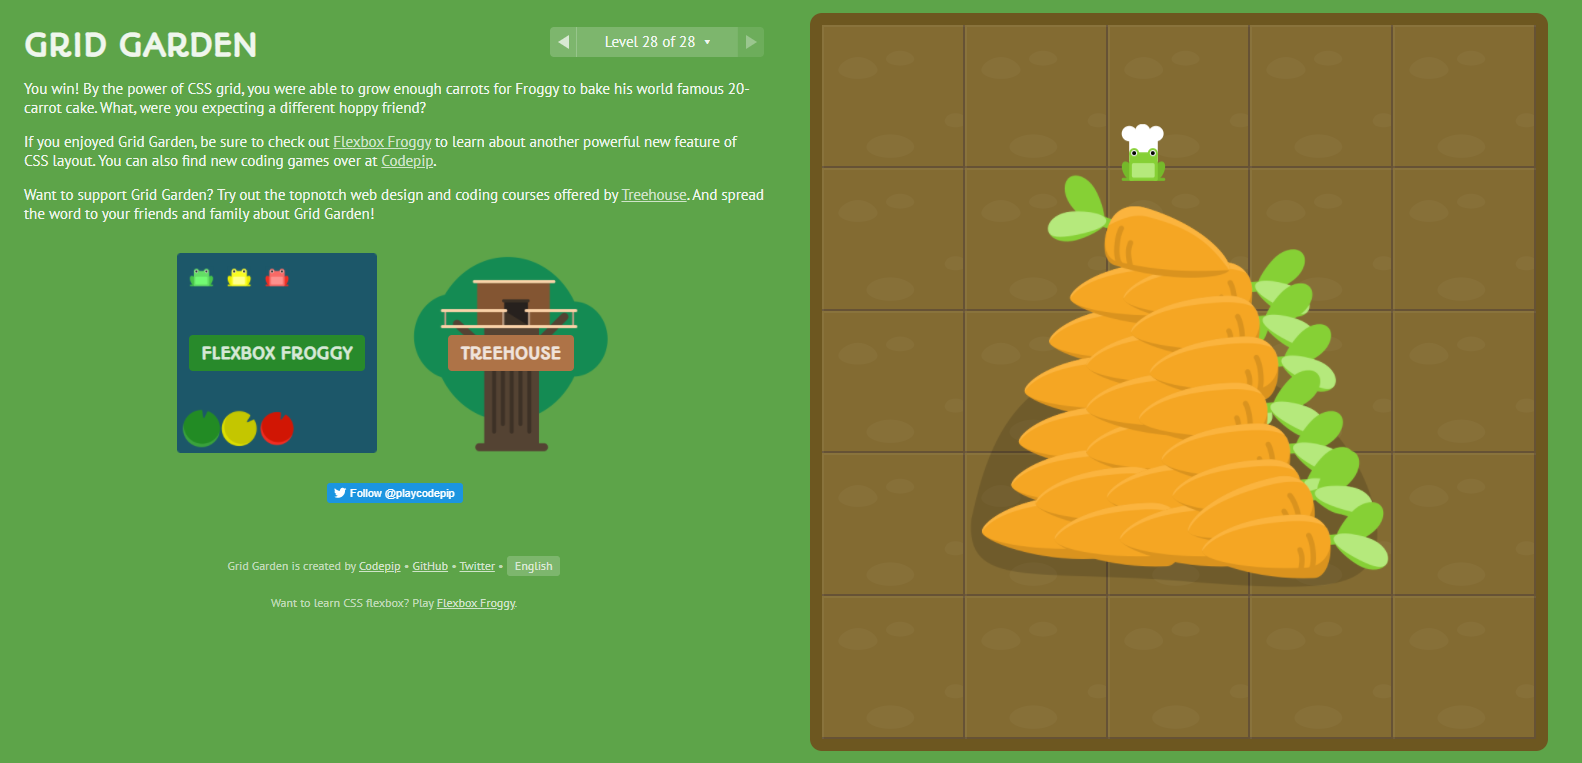 GRID GARDEN
Level 28 of 28
You win! By the power of CSS grid, you were able to grow enough carrots for Froggy to bake his world famous 20-
carrot cake. What, were you expecting a different hoppy friend?
If you enjoyed Grid Garden, be sure to check out Flexbox Froggy to learn about another powerful new feature of
CSS layout. You can also find new coding games over at Codepip.
Want to support Grid Garden? Try out the topnotch web design and coding courses offered by Treehouse. And spread
the word to your friends and family about Grid Garden!
FLEXBOX FROGGY
TREEHOUSE
Follow @playcodepip
Grid Garden is created by Codepip • GitHub • Twitter • English
Want to learn CSS flexbox? Play Flexbox Froggy.